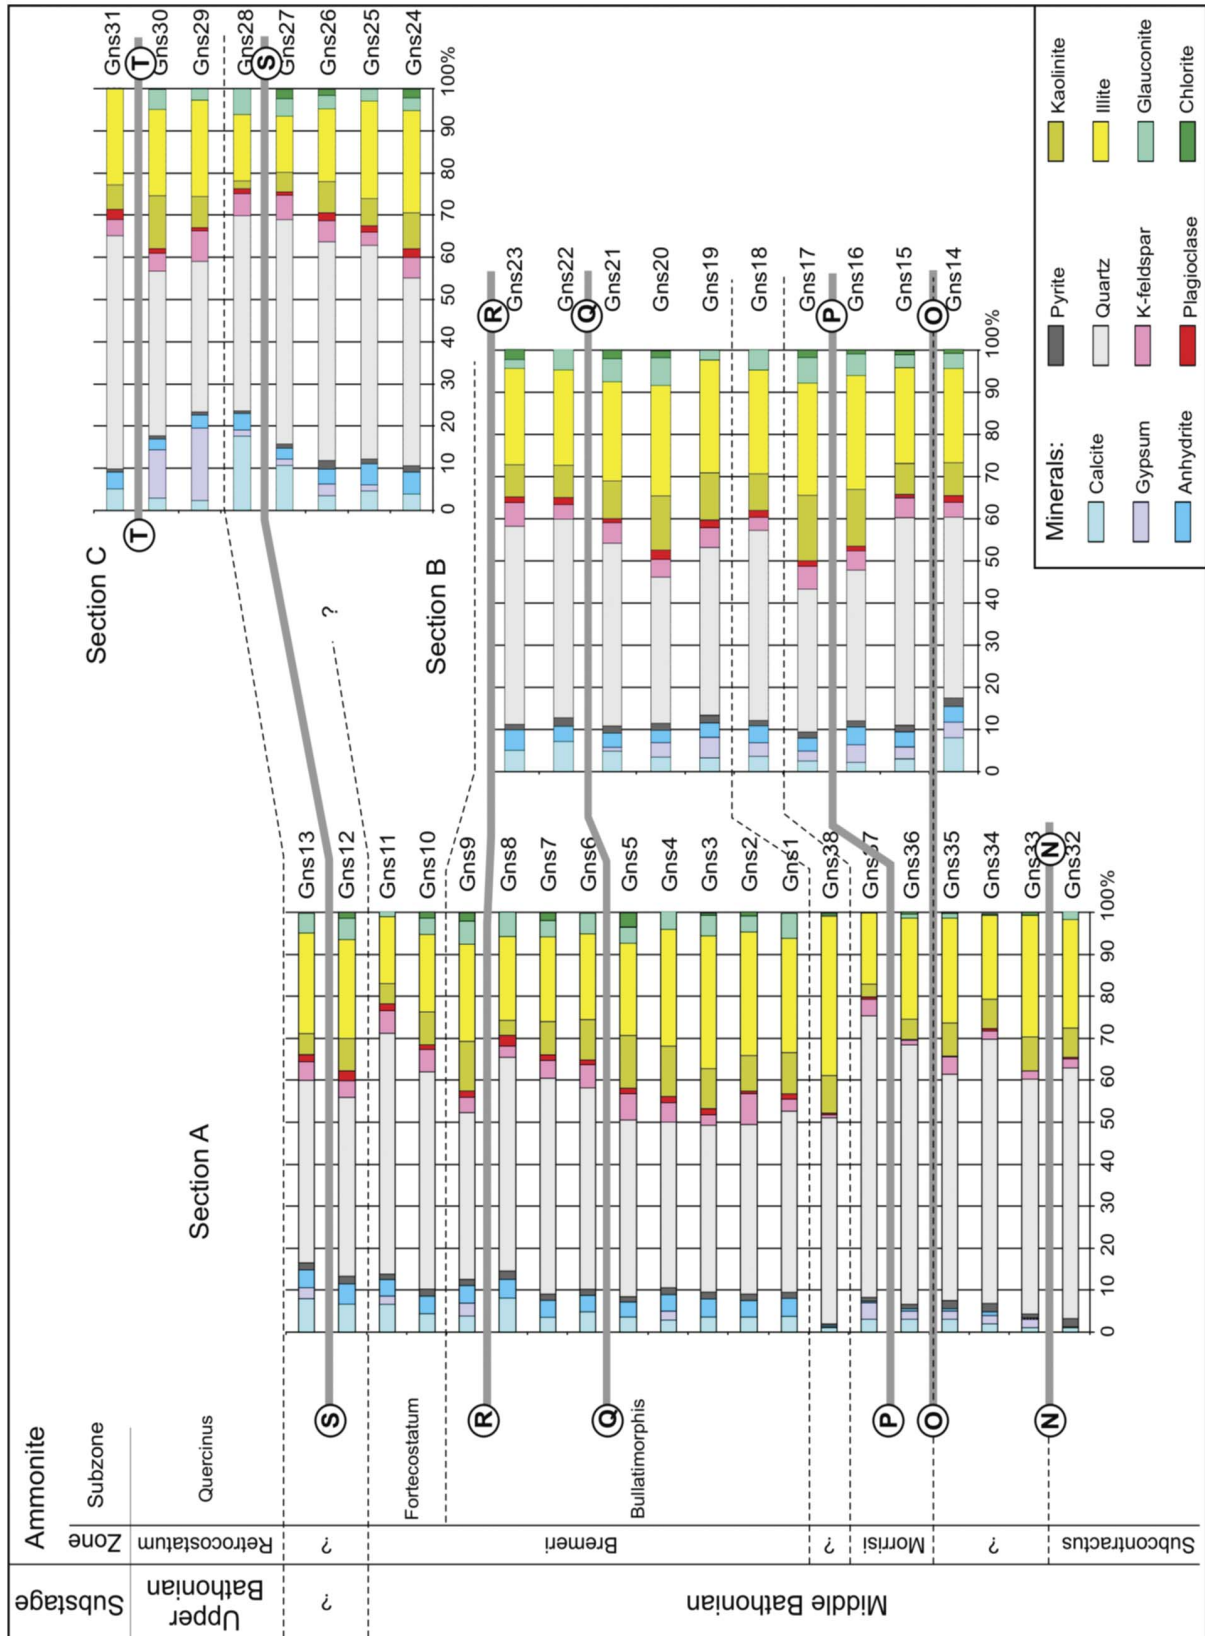 Ammonite
Substage
Zone
Subzone
Upper Bathonian
Retrocostatum
Quercinus
?
?
Middle Bathonian
Bremeri
Fortecostatum
Bullatimorphis
?
Morrisi
?
Subcontractus
Section A
Gns13
S
Gns12
Gns11
Gns10
Gns9
R
Gns8
Gns7
Gns6
Q
Gns5
Gns4
Gns3
Gns2
Gns1
Gns38
Gns37
P
Gns36
O
Gns35
Gns34
Gns33
N N
Gns32
0 10 20 30 40 50 60 70 80 90 100%
Section B
R
Gns23
Gns22
Q
Gns21
Gns20
Gns19
Gns18
Gns17
P
Gns16
Gns15
O
Gns14
0 10 20 30 40 50 60 70 80 90 100%
Section C
Gns31
T T
Gns30
Gns29
Gns28
S
Gns27
Gns26
Gns25
Gns24
0 10 20 30 40 50 60 70 80 90 100%
?
Minerals:
Calcite
Gypsum
Anhydrite
Pyrite
Quartz
K-feldspar
Plagioclase
Kaolinite
Illite
Glauconite
Chlorite